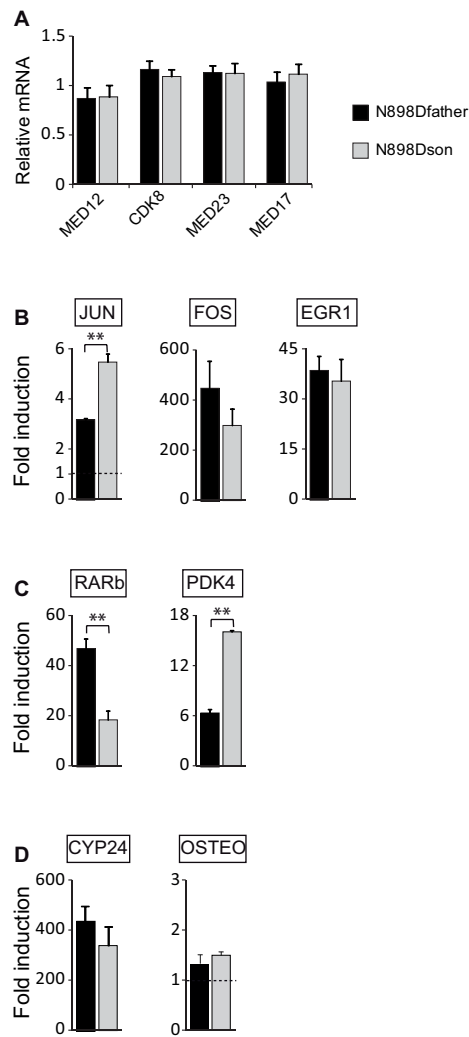 A
Relative mRNA
1.5
1
0.5
0
MED12
CDK8
MED23
MED17
N898Dfather
N898Dson
B
JUN
FOS
EGR1
Fold induction
**
6
4
2
1
0
600
400
200
0
45
30
15
0
C
RARb
PDK4
Fold induction
**
60
40
20
0
**
18
12
6
0
D
CYP24
OSTEO
Fold induction
600
400
200
0
3
2
1
0